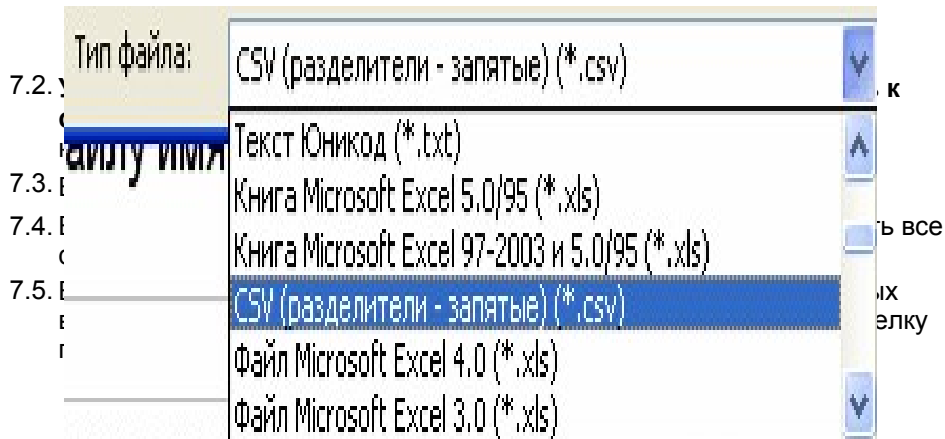 Тип файла: CSV (разделители - запятые) (*.csv)
7.2. к
айлу имя
Текст Юникод (*.txt)
7.3.
Книга Microsoft Excel 5.0/95 (*.xls)
7.4. ть все
Книга Microsoft Excel 97-2003 и 5.0/95 (*.xls)
7.5. ых
CSV (разделители - запятые) (*.csv)
елку
Файл Microsoft Excel 4.0 (*.xls)
Файл Microsoft Excel 3.0 (*.xls)